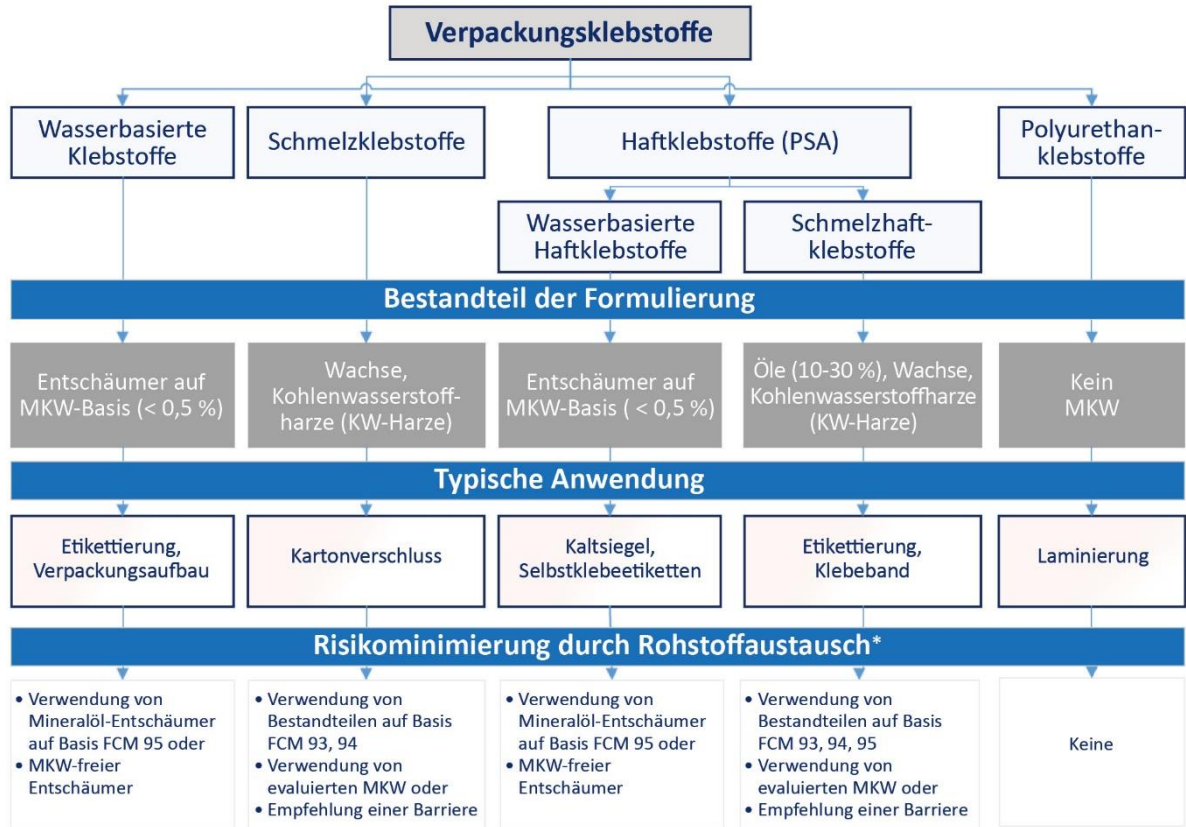 Verpackungsklebstoffe
Wasserbasierte
Klebstoffe
Schmelzklebstoffe
Haftklebstoffe (PSA)
Polyurethan-
klebstoffe
Wasserbasierte
Haftklebstoffe
Schmelzhaft-
klebstoffe
Bestandteil der Formulierung
Entschäumer auf
MKW-Basis (< 0,5 %)
Wachse,
Kohlenwasserstoff-
harze (KW-Harze)
Entschäumer auf
MKW-Basis ( < 0,5 %)
Öle (10-30 %), Wachse,
Kohlenwasserstoffharze
(KW-Harze)
Kein
MKW
Typische Anwendung
Etikettierung,
Verpackungsaufbau
Kartonverschluss
Kaltsiegel,
Selbstklebeetiketten
Etikettierung,
Klebeband
Laminierung
Risikominimierung durch Rohstoffaustausch*
• Verwendung von
Mineralöl-Entschäumer
auf Basis FCM 95 oder
• MKW-freier
Entschäumer
• Verwendung von
Bestandteilen auf Basis
FCM 93, 94
• Verwendung von
evaluierten MKW oder
• Empfehlung einer Barriere
• Verwendung von
Mineralöl-Entschäumer
auf Basis FCM 95 oder
• MKW-freier
Entschäumer
• Verwendung von
Bestandteilen auf Basis
FCM 93, 94, 95
• Verwendung von
evaluierten MKW oder
• Empfehlung einer Barriere
Keine